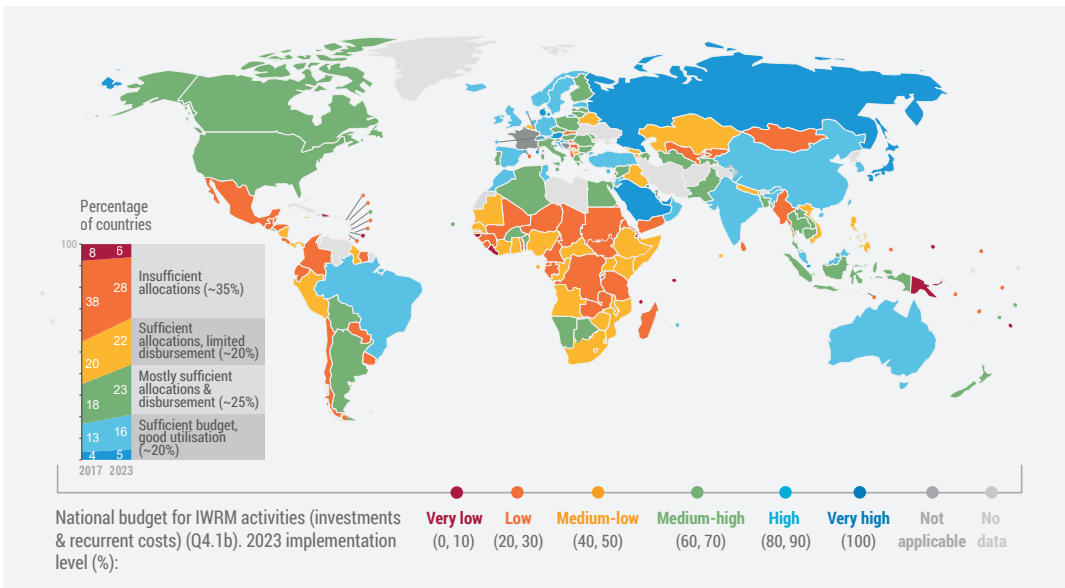 Percentage
of countries
100
8 6
38 28
20 22
18 23
13 16
4 5
2017 2023
Insufficient
allocations (~35%)
Sufficient
allocations, limited
disbursement (~20%)
Mostly sufficient
allocations &
disbursement (~25%)
Sufficient budget,
good utilisation
(~20%)
National budget for IWRM activities (investments
& recurrent costs) (Q4.1b). 2023 implementation
level (%):
Very low
(0, 10)
Low
(20, 30)
Medium-low
(40, 50)
Medium-high
(60, 70)
High
(80, 90)
Very high
(100)
Not
applicable
No
data